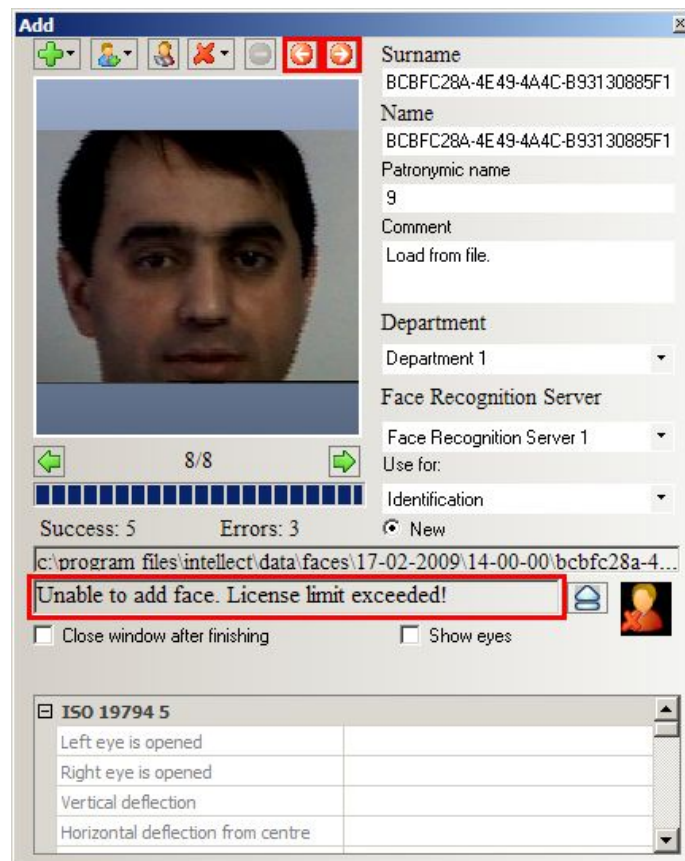 Add
Surname
BCBFC28A-4E49-4A4C-B93130885F1
Name
BCBFC28A-4E49-4A4C-B93130885F1
Patronymic name
9
Comment
Load from file.
Department
Department 1
Face Recognition Server
Face Recognition Server 1
8/8
Use for:
Identification
Success: 5 Errors: 3
New
c:\program files\intellect\data\faces\17-02-2009\14-00-00\bcbfc28a-4...
Unable to add face. License limit exceeded!
Close window after finishing Show eyes
ISO 19794 5
Left eye is opened
Right eye is opened
Vertical deflection
Horizontal deflection from centre